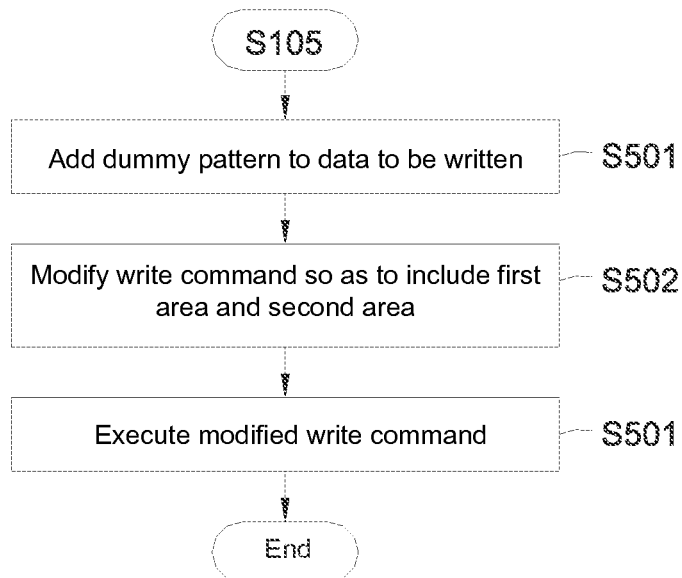 S105
Add dummy pattern to data to be written
S501
Modify write command so as to include first
area and second area
S502
Execute modified write command
S501
End